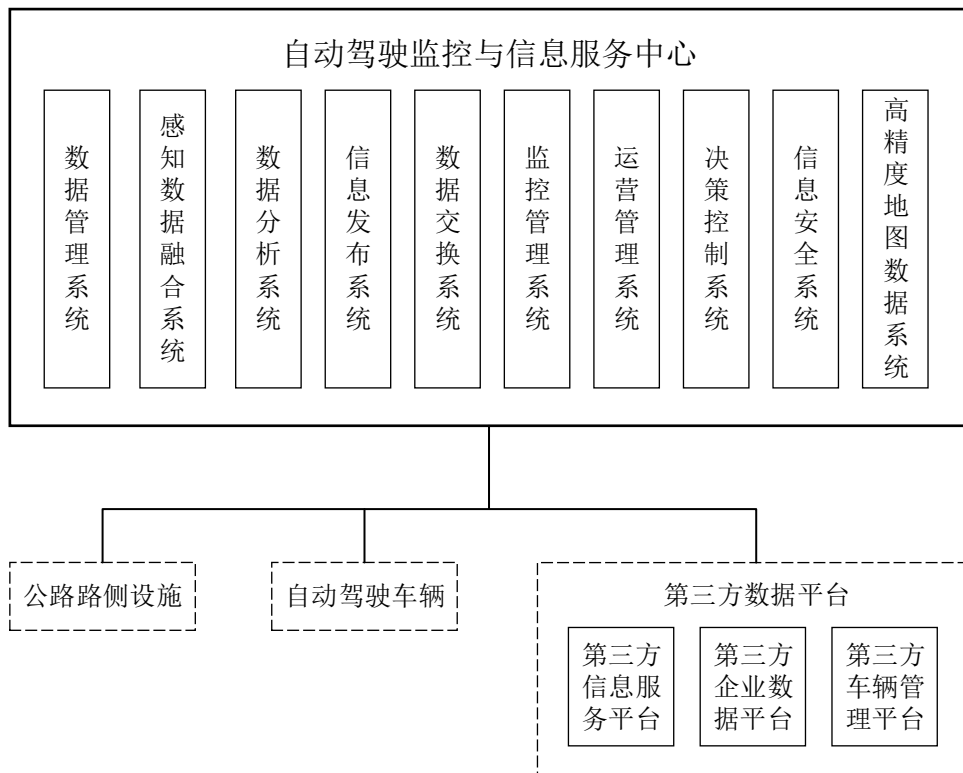 自动驾驶监控与信息服务中心
数据管理系统
感知数据融合系统
数据分析系统
信息发布系统
数据交换系统
监控管理系统
运营管理系统
决策控制系统
信息安全系统
高精度地图数据系统
公路路侧设施
自动驾驶车辆
第三方数据平台
第三方
信息服
务平台
第三方
企业数
据平台
第三方
车辆管
理平台